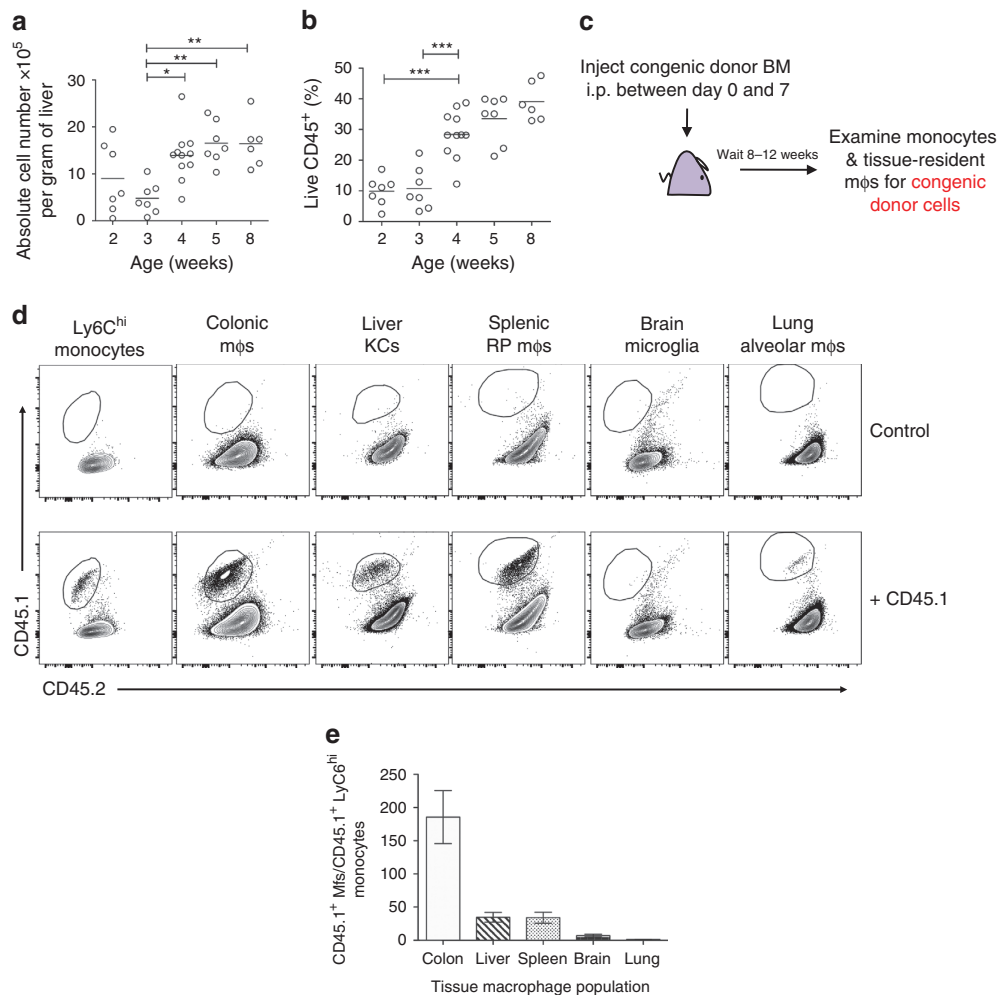 a
Absolute cell number ×10⁵
per gram of liver
30
20
10
0
2 3 4 5 8
Age (weeks)
*
**
**
b
Live CD45⁺ (%)
50
40
30
20
10
0
2 3 4 5 8
Age (weeks)
***
***
c
Inject congenic donor BM
i.p. between day 0 and 7
Wait 8–12 weeks
Examine monocytes
& tissue-resident
mϕs for congenic
donor cells
d
Ly6Cʰⁱ
monocytes
Colonic
mϕs
Liver
KCs
Splenic
RP mϕs
Brain
microglia
Lung
alveolar mϕs
Control
+ CD45.1
CD45.1
CD45.2
e
CD45.1⁺ Mfs/CD45.1⁺ LyC6ʰⁱ
monocytes
250
200
150
100
50
0
Colon Liver Spleen Brain Lung
Tissue macrophage population